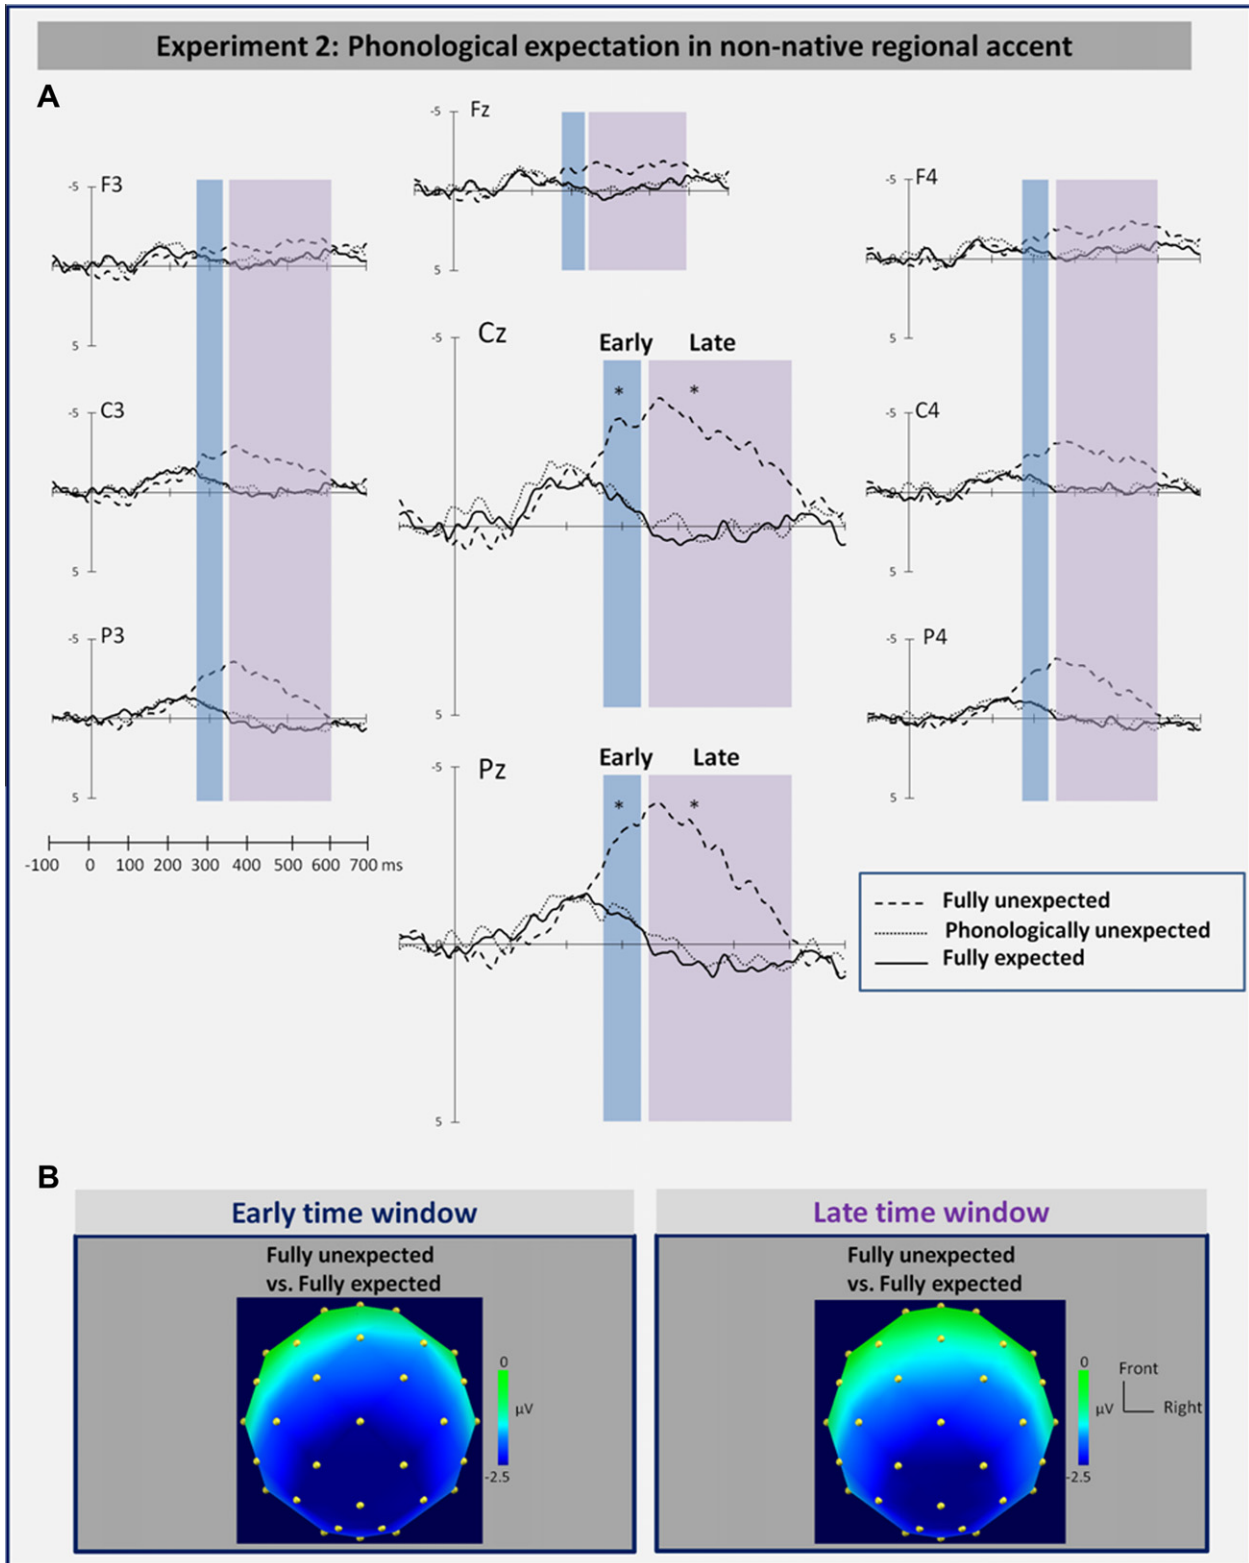 Experiment 2: Phonological expectation in non-native regional accent
A
-5 Fz
5
-5 F3
5
-5 F4
5
-5 Cz
Early Late
* *
5
-5 C3
5
-5 C4
5
-5 P3
5
-5 P4
5
-5 Pz
Early Late
* *
5
-100 0 100 200 300 400 500 600 700 ms
Fully unexpected
Phonologically unexpected
Fully expected
B
Early time window
Fully unexpected
vs. Fully expected
0
µV
-2.5
Late time window
Fully unexpected
vs. Fully expected
0
µV
-2.5
Front
Right